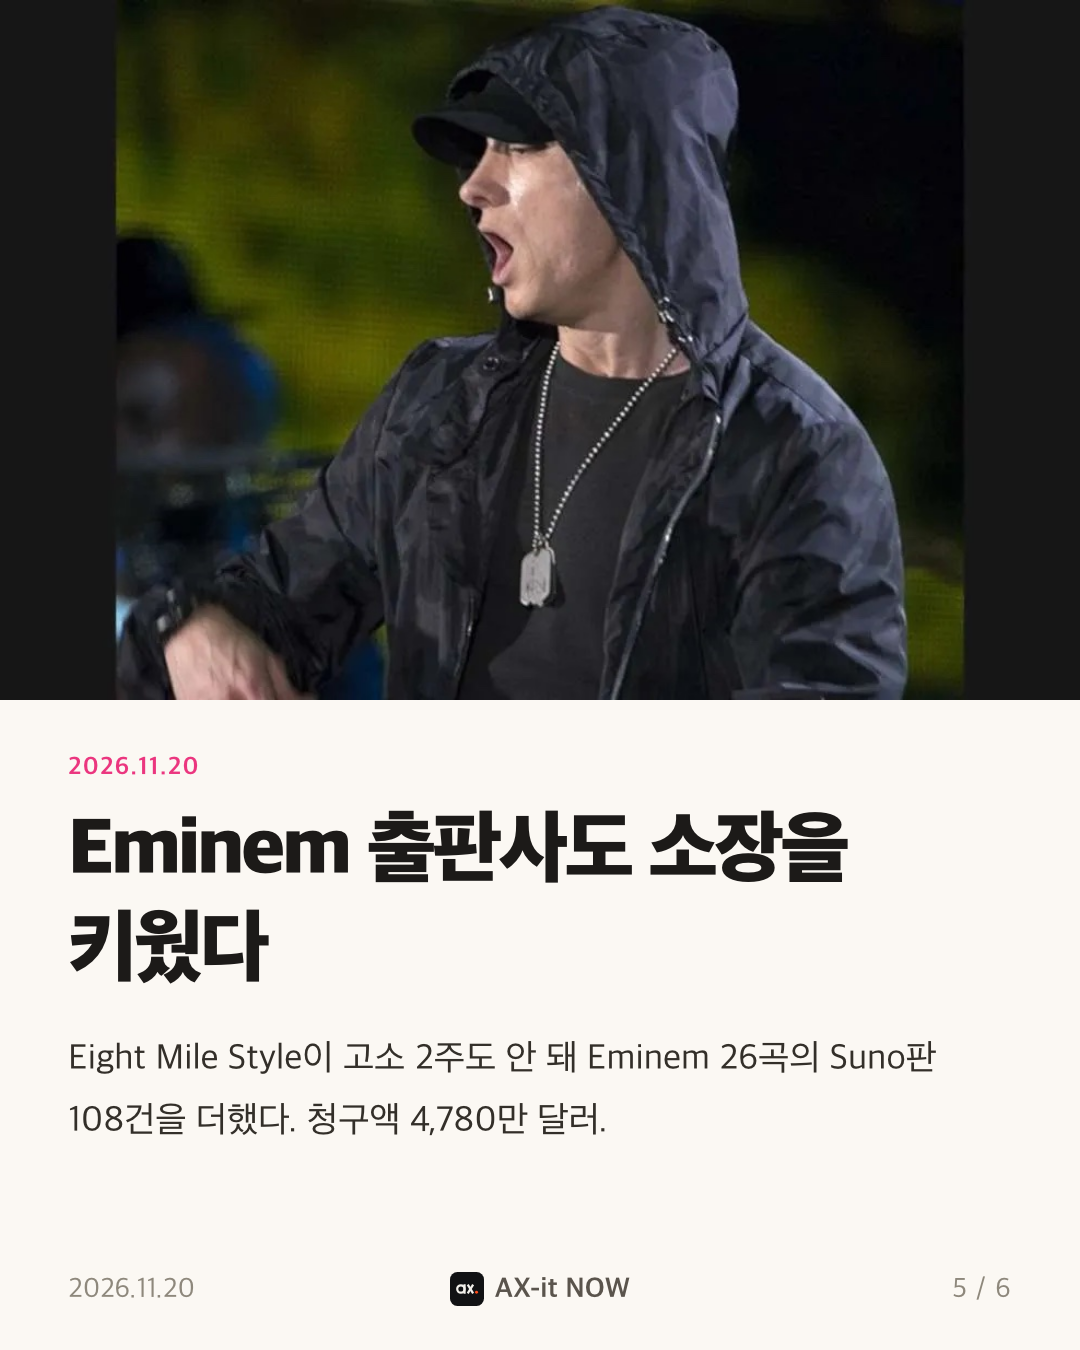 2026.11.20
Eminem 출판사도 소장을
키웠다
Eight Mile Style이 고소 2주도 안 돼 Eminem 26곡의 Suno판
108건을 더했다. 청구액 4,780만 달러.
2026.11.20
ax. AX-it NOW
5 / 6